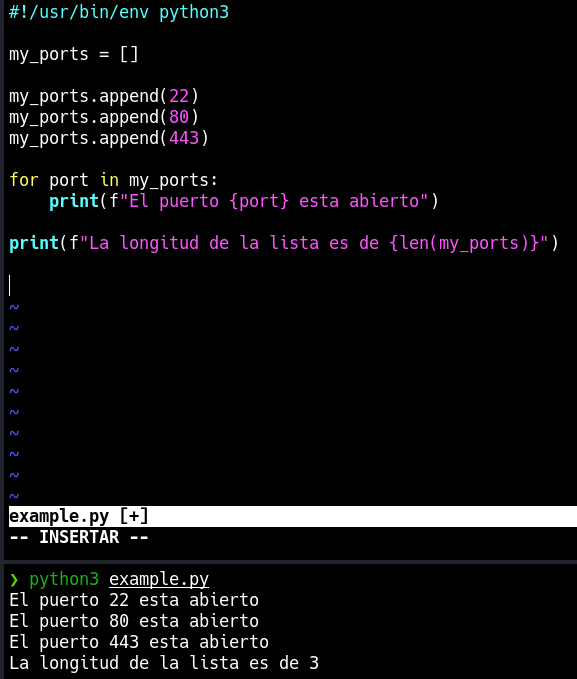 #!/usr/bin/env python3
my_ports = []
my_ports.append(22)
my_ports.append(80)
my_ports.append(443)
for port in my_ports:
    print(f"El puerto {port} esta abierto")
print(f"La longitud de la lista es de {len(my_ports)}")
~
~
~
~
~
~
~
~
~
~
example.py [+]
-- INSERTAR --
❯ python3 example.py
El puerto 22 esta abierto
El puerto 80 esta abierto
El puerto 443 esta abierto
La longitud de la lista es de 3